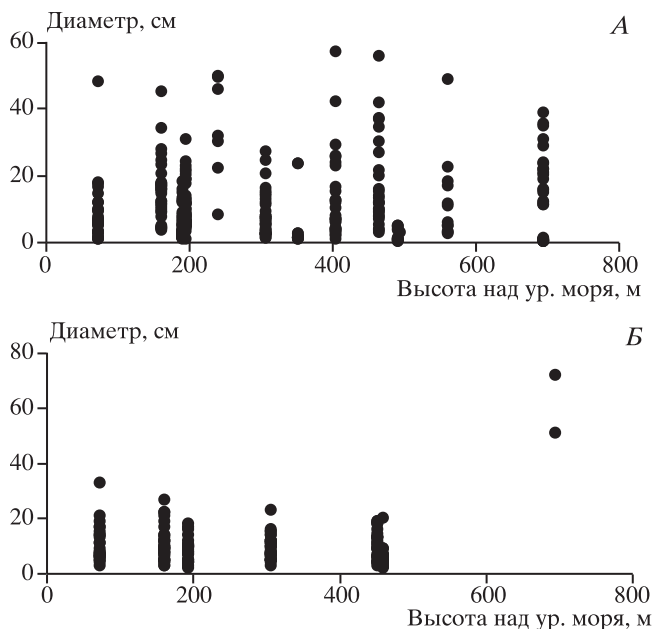 Диаметр, см
А
60
40
20
0
0 200 400 600 800
Высота над ур. моря, м
Диаметр, см
Б
80
60
40
20
0
0 200 400 600 800
Высота над ур. моря, м